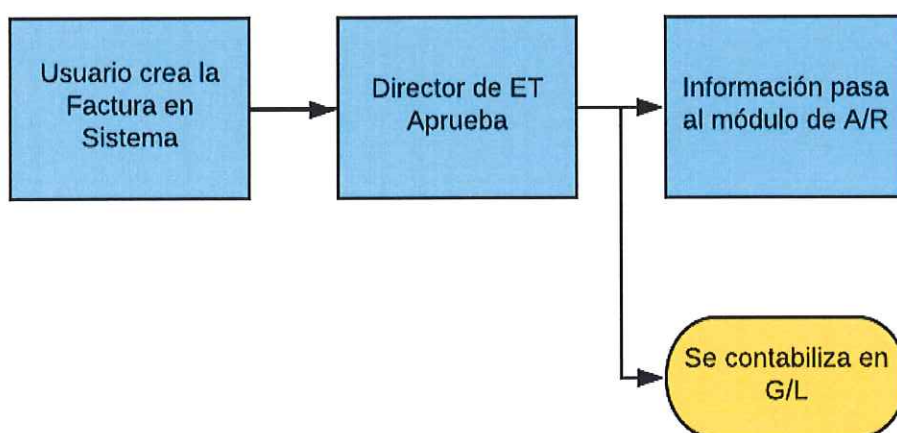 Usuario crea la
Factura en
Sistema
Director de ET
Aprueba
Información pasa
al módulo de A/R
Se contabiliza en
G/L